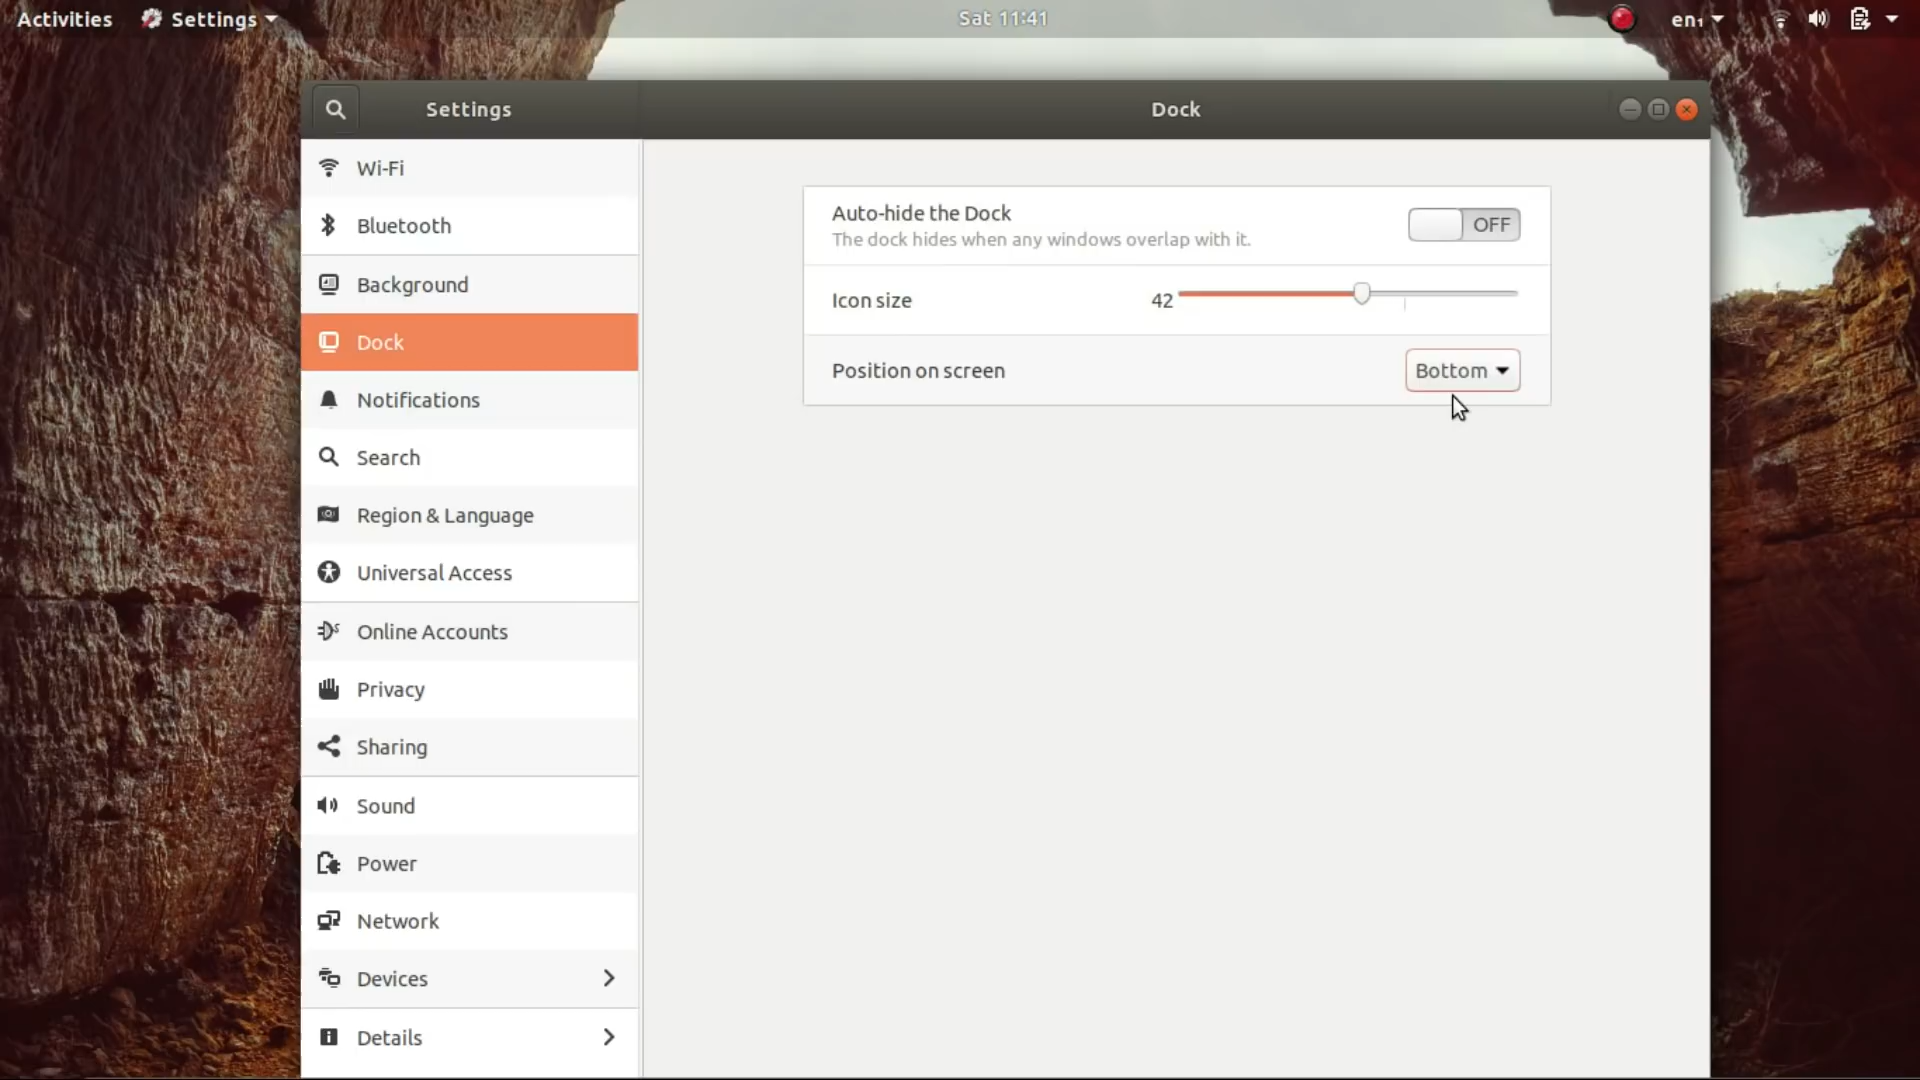 Activities Settings Sat 11:41 en₁
Settings Dock
Wi-Fi
Bluetooth
Background
Dock
Notifications
Search
Region & Language
Universal Access
Online Accounts
Privacy
Sharing
Sound
Power
Network
Devices
Details
Auto-hide the Dock
The dock hides when any windows overlap with it.
OFF
Icon size 42
Position on screen Bottom